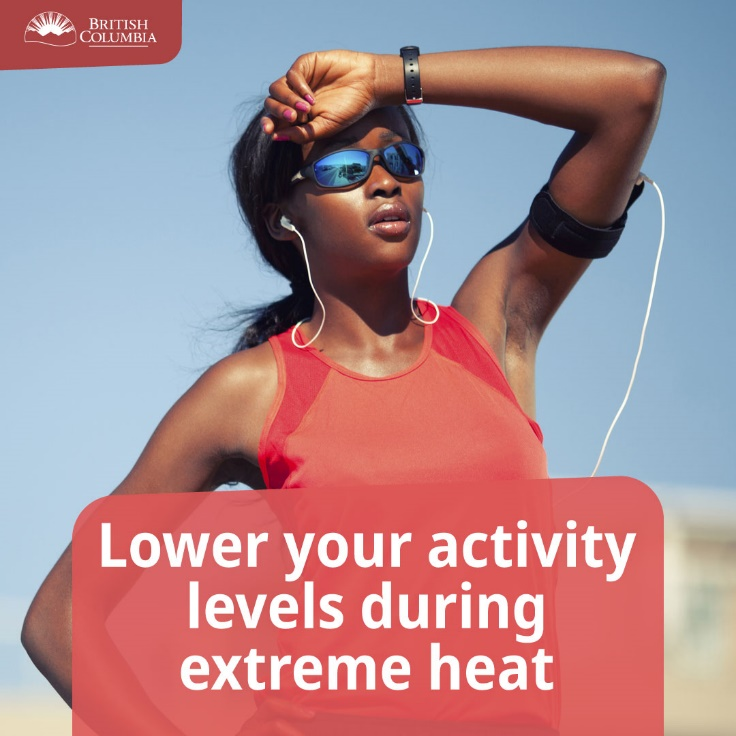 BRITISH
COLUMBIA
Lower your activity
levels during
extreme heat